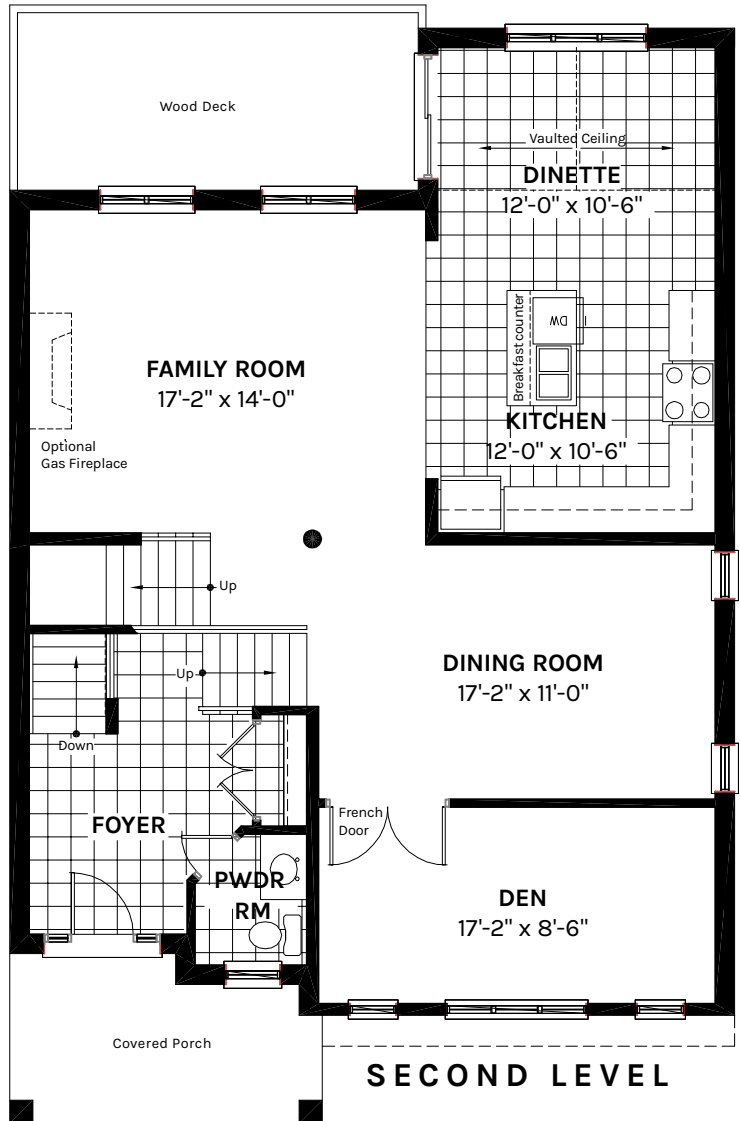 Wood Deck
Vaulted Ceiling
DINETTE
12'-0" x 10'-6"
Breakfast counter
DW
FAMILY ROOM
17'-2" x 14'-0"
KITCHEN
12'-0" x 10'-6"
Optional
Gas Fireplace
Up
Up
DINING ROOM
17'-2" x 11'-0"
Down
French
Door
FOYER
PWDR
RM
DEN
17'-2" x 8'-6"
Covered Porch
SECOND LEVEL